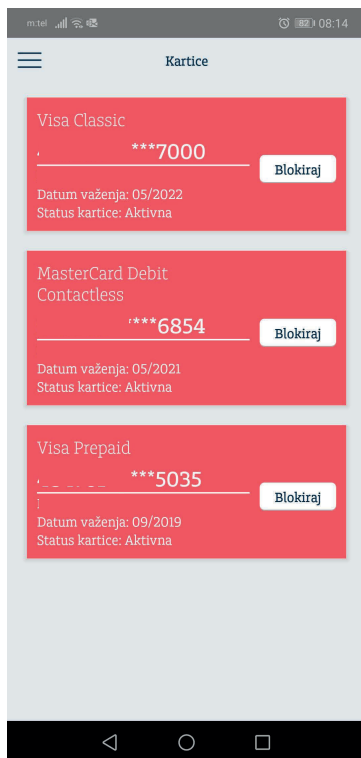 m:tel 82 08:14
Kartice
Visa Classic
***7000
Blokiraj
Datum važenja: 05/2022
Status kartice: Aktivna
MasterCard Debit
Contactless
***6854
Blokiraj
Datum važenja: 05/2021
Status kartice: Aktivna
Visa Prepaid
***5035
Blokiraj
Datum važenja: 09/2019
Status kartice: Aktivna